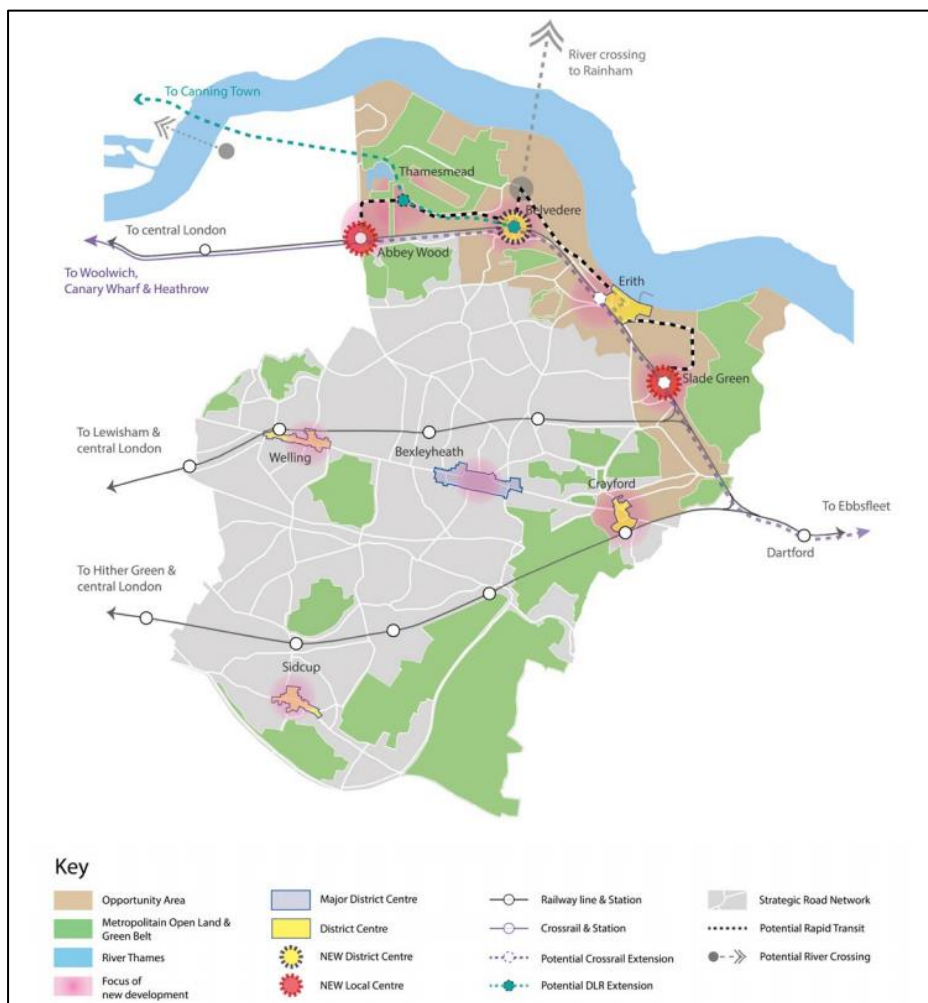 River crossing
to Rainham
To Canning Town
Thamesmead
Belvedere
To central London
Abbey Wood
To Woolwich,
Canary Wharf & Heathrow
Erith
Slade Green
To Lewisham &
central London
Welling
Bexleyheath
Crayford
To Ebbsfleet
Dartford
To Hither Green &
central London
Sidcup
Key
Opportunity Area
Metropolitain Open Land &
Green Belt
River Thames
Focus of
new development
Major District Centre
District Centre
NEW District Centre
NEW Local Centre
Railway line & Station
Crossrail & Station
Potential Crossrail Extension
Potential DLR Extension
Strategic Road Network
Potential Rapid Transit
Potential River Crossing